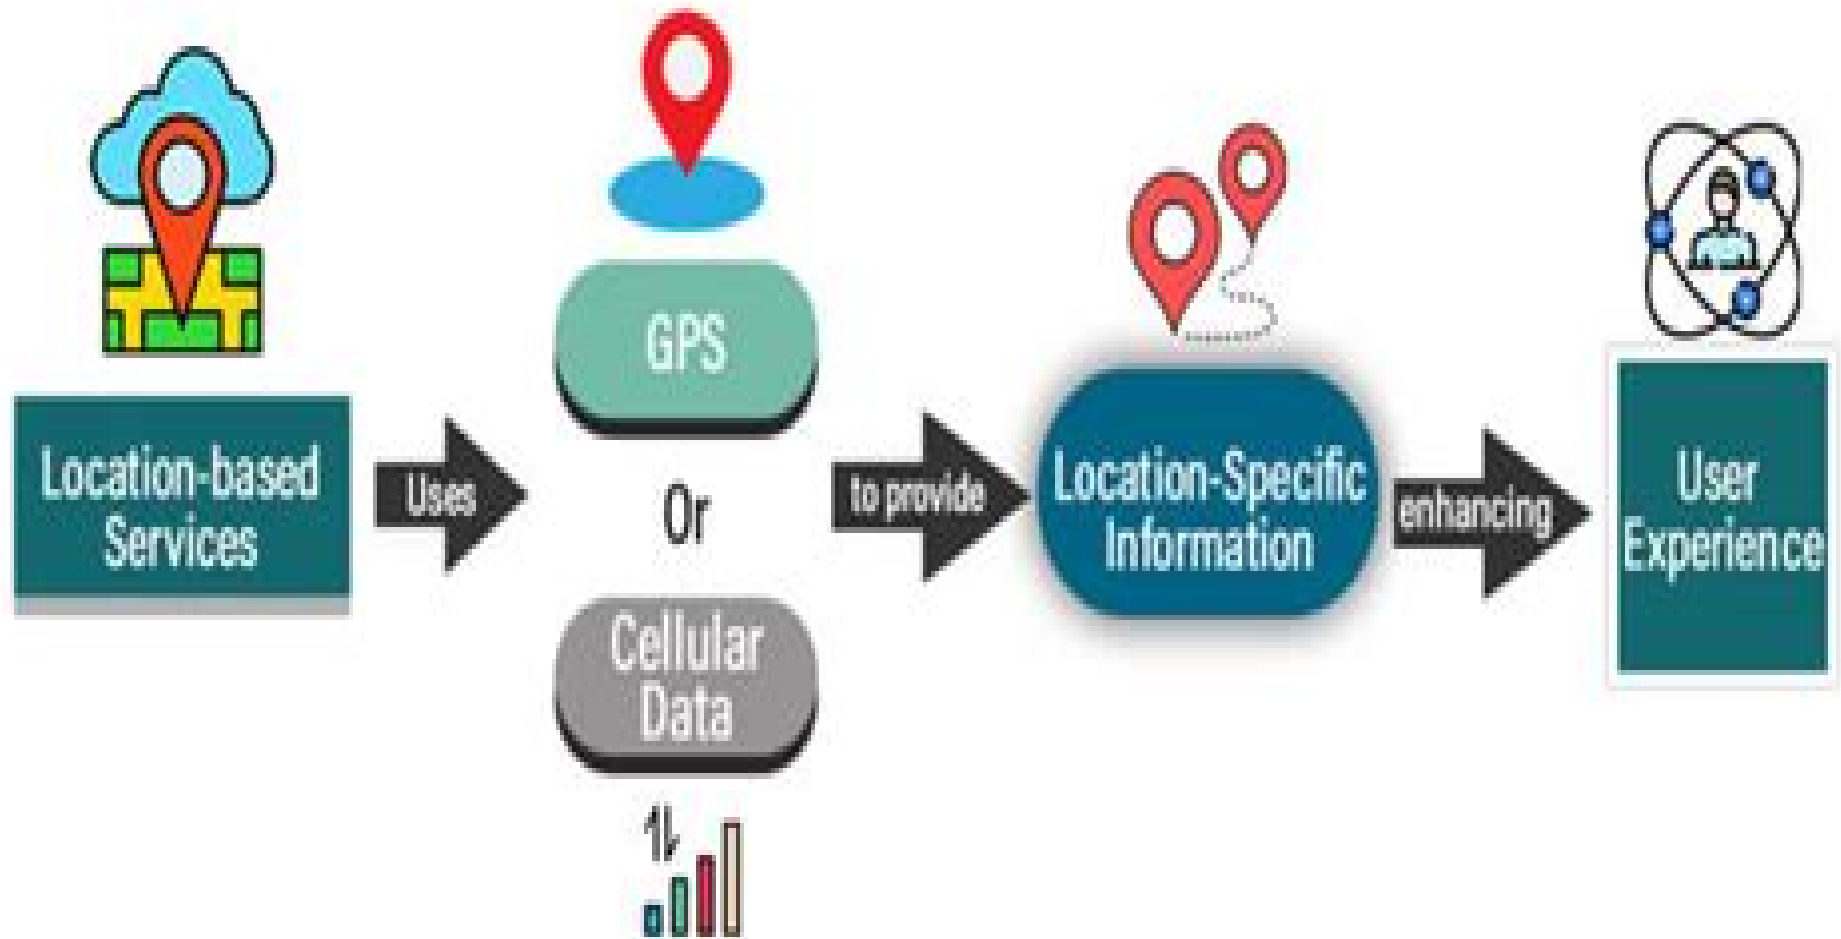 Location-based
Services
Uses
GPS
Or
Cellular
Data
to provide
Location-Specific
Information
enhancing
User
Experience